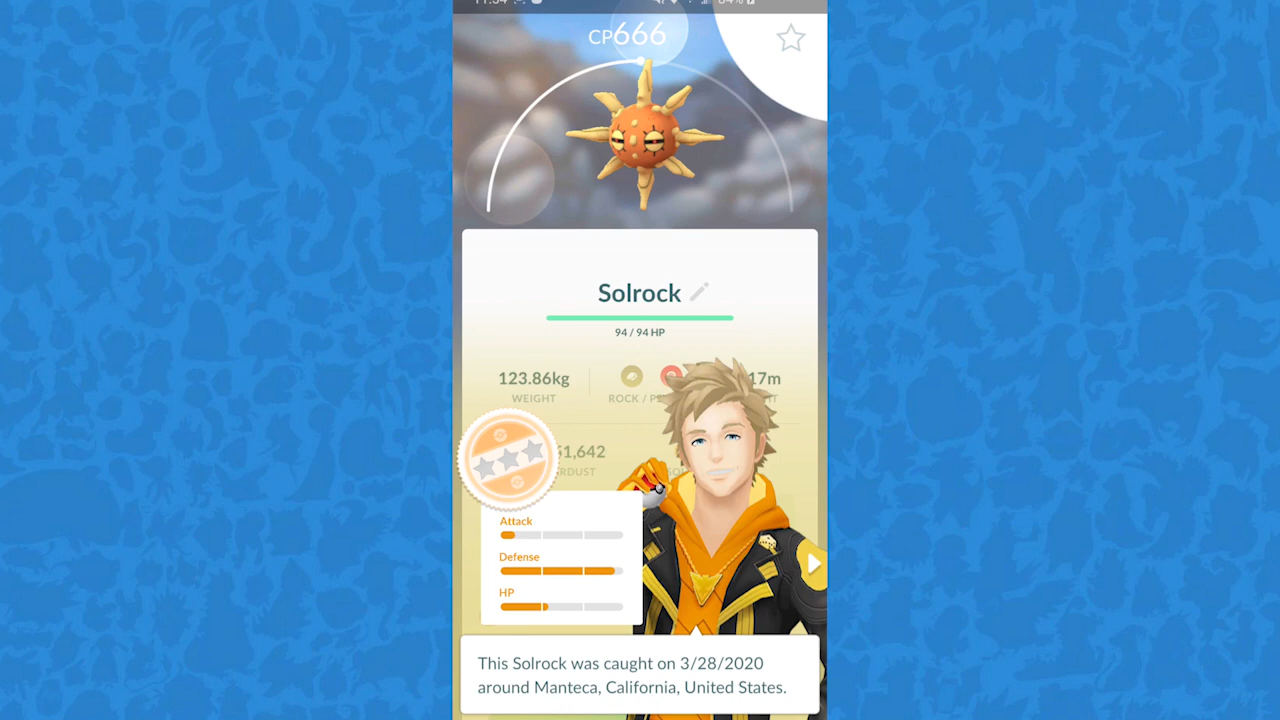 CP666
Solrock
94 / 94 HP
123.86kg
17m
WEIGHT
ROCK /
51,642
Attack
Defense
HP
This Solrock was caught on 3/28/2020
around Manteca, California, United States.